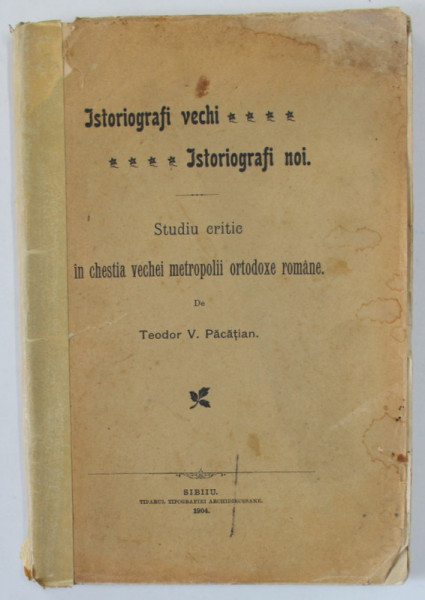 Istoriografi vechi
Istoriografi noi.
Studiu critic
în chestia vechei metropolii ortodoxe române.
De
Teodor V. Păcăţian.
SIBIIU.
TIPARUL TIPOGRAFIEI ARCHIDIECESANE.
1904.